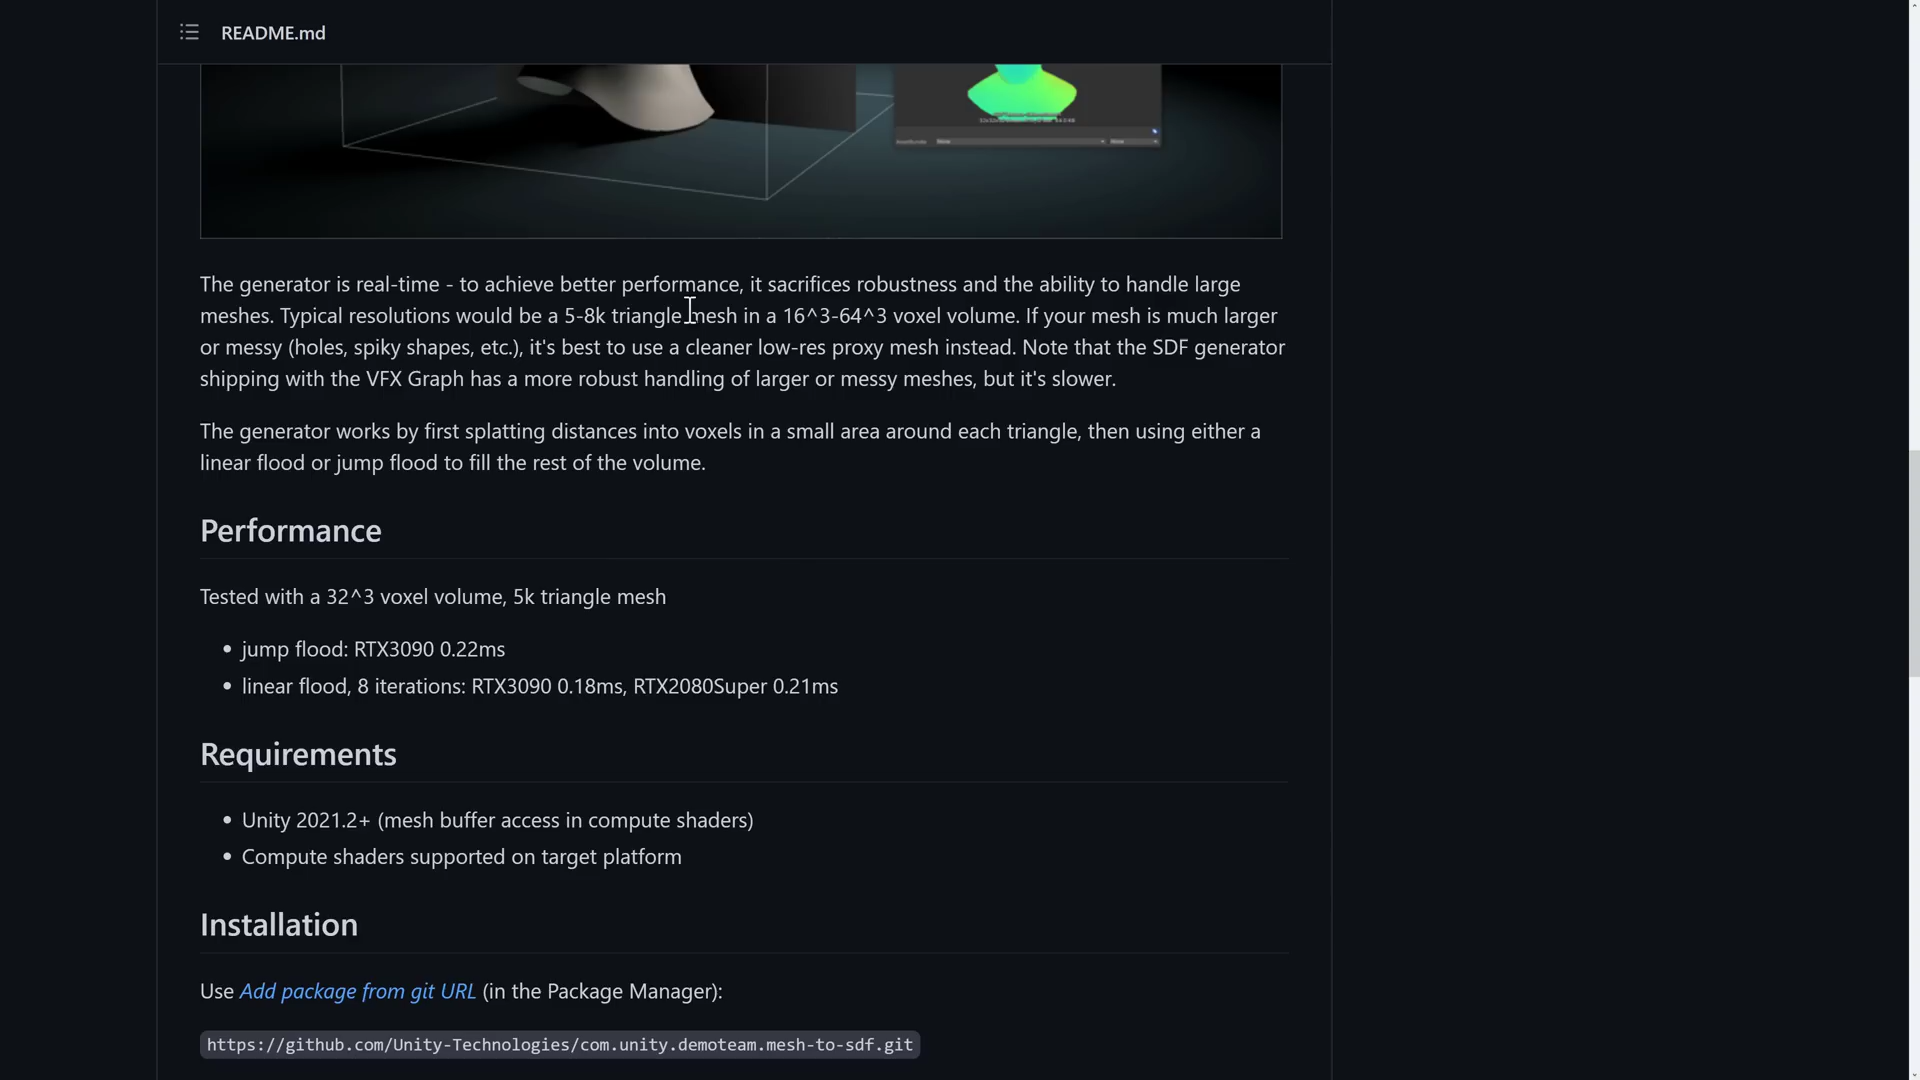 README.md
None
None
The generator is real-time - to achieve better performance, it sacrifices robustness and the ability to handle large
meshes. Typical resolutions would be a 5-8k triangle mesh in a 16^3-64^3 voxel volume. If your mesh is much larger
or messy (holes, spiky shapes, etc.), it's best to use a cleaner low-res proxy mesh instead. Note that the SDF generator
shipping with the VFX Graph has a more robust handling of larger or messy meshes, but it's slower.
The generator works by first splatting distances into voxels in a small area around each triangle, then using either a
linear flood or jump flood to fill the rest of the volume.
Performance
Tested with a 32^3 voxel volume, 5k triangle mesh
• jump flood: RTX3090 0.22ms
• linear flood, 8 iterations: RTX3090 0.18ms, RTX2080Super 0.21ms
Requirements
• Unity 2021.2+ (mesh buffer access in compute shaders)
• Compute shaders supported on target platform
Installation
Use Add package from git URL (in the Package Manager):
https://github.com/Unity-Technologies/com.unity.demoteam.mesh-to-sdf.git